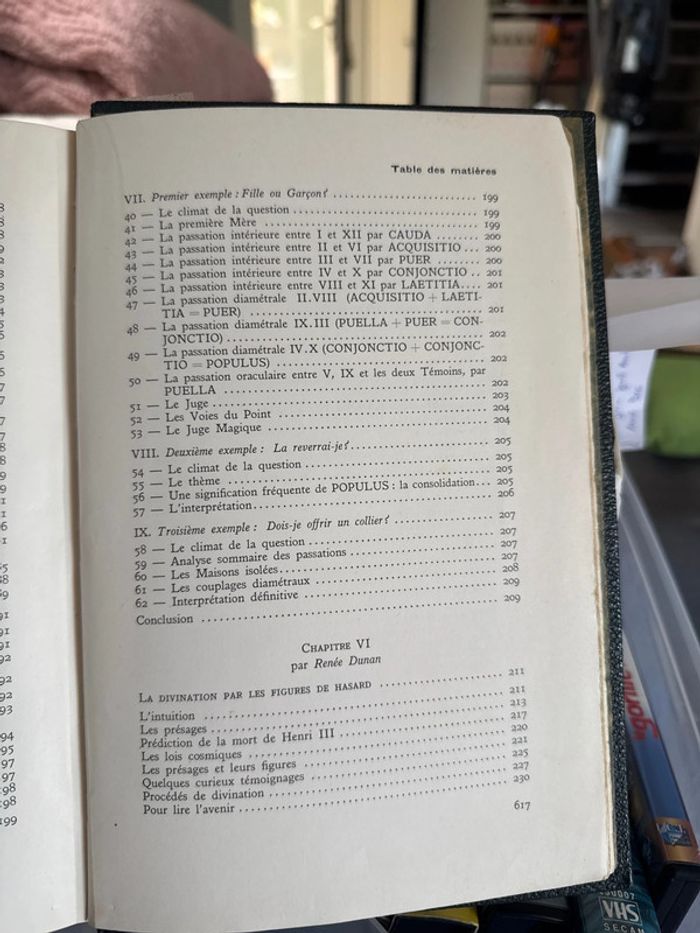 Table des matières
VII. Premier exemple : Fille ou Garçon? 199
40 — Le climat de la question 199
41 — La première Mère 199
42 — La passation intérieure entre I et XII par CAUDA 200
43 — La passation intérieure entre II et VI par ACQUISITIO ... 200
44 — La passation intérieure entre III et VII par PUER 200
45 — La passation intérieure entre IV et X par CONJONCTIO .. 201
46 — La passation intérieure entre VIII et XI par LAETITIA.... 201
47 — La passation diamétrale II.VIII (ACQUISITIO + LAETI-
TIA = PUER) 201
48 — La passation diamétrale IX.III (PUELLA + PUER = CON-
JONCTIO) 202
49 — La passation diamétrale IV.X (CONJONCTIO + CONJONC-
TIO = POPULUS) 202
50 — La passation oraculaire entre V, IX et les deux Témoins, par
PUELLA 202
51 — Le Juge 203
52 — Les Voies du Point 204
53 — Le Juge Magique 204
VIII. Deuxième exemple : La reverrai-je? 205
54 — Le climat de la question 205
55 — Le thème 205
56 — Une signification fréquente de POPULUS : la consolidation... 205
57 — L'interprétation 206
IX. Troisième exemple : Dois-je offrir un collier? 207
58 — Le climat de la question 207
59 — Analyse sommaire des passations 207
60 — Les Maisons isolées 208
61 — Les couplages diamétraux 209
62 — Interprétation définitive 209
Conclusion
CHAPITRE VI
par Renée Dunan
LA DIVINATION PAR LES FIGURES DE HASARD 211
L'intuition 211
Les présages 213
Prédiction de la mort de Henri III 217
Les lois cosmiques 220
Les présages et leurs figures 221
Quelques curieux témoignages 225
Procédés de divination 227
Pour lire l'avenir 230
617
94
95
97
97
198
198
199
gorille
VHS
SECAM